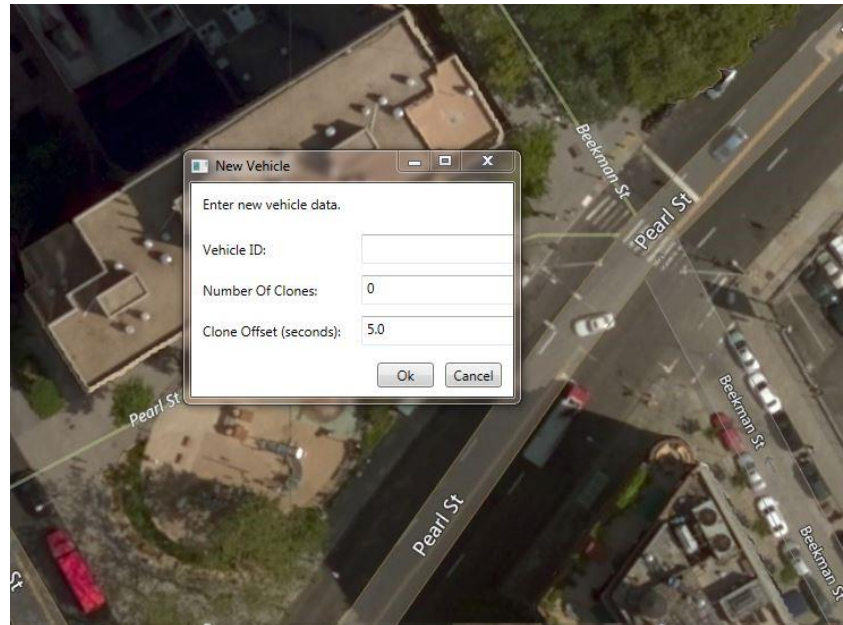 Beekman St
New Vehicle
Enter new vehicle data.
Pearl St
Vehicle ID:
Number Of Clones: 0
Clone Offset (seconds): 5.0
Ok Cancel
Pearl St
Beekman St
Pearl St
Beekman St
St
St